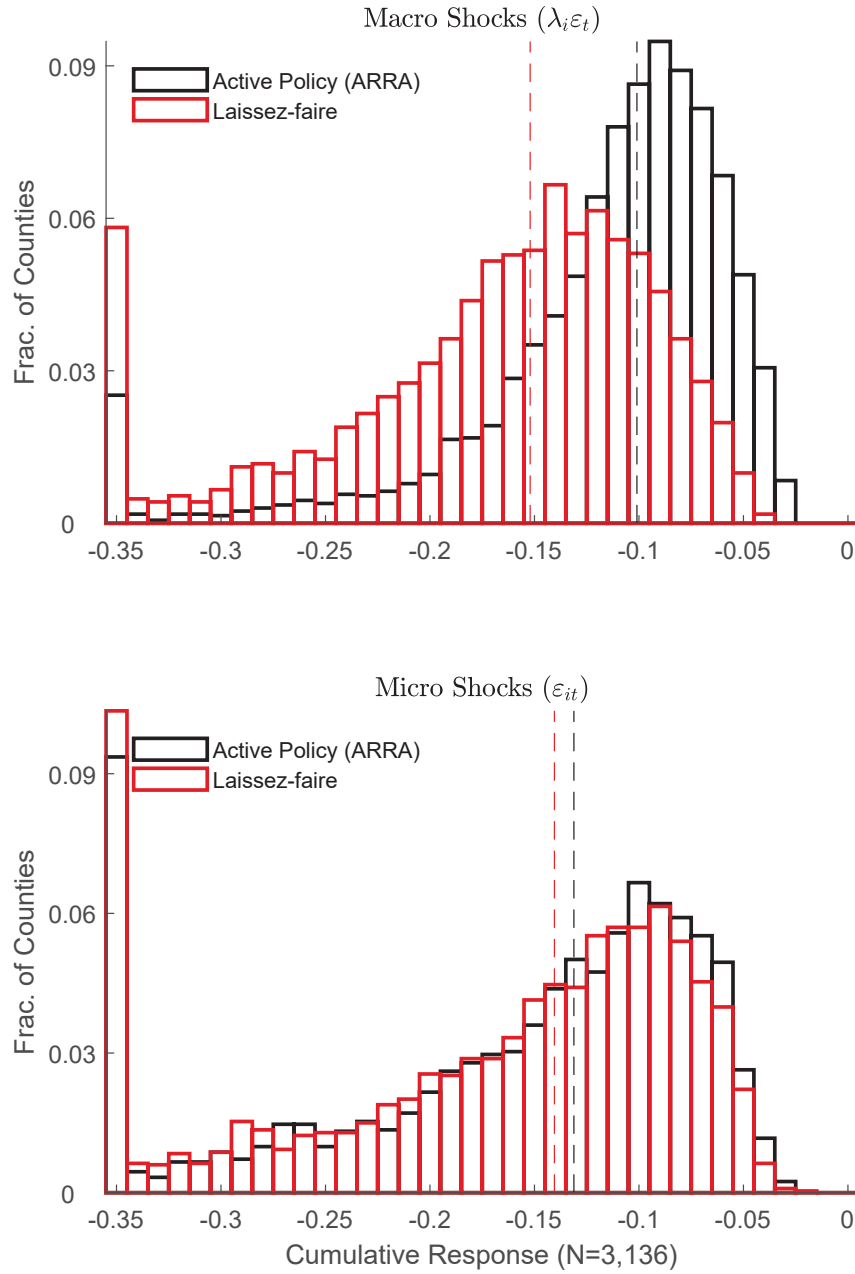 Macro Shocks (λᵢεₜ)
Active Policy (ARRA)
Laissez-faire
Frac. of Counties
0.09
0.06
0.03
0
-0.35 -0.3 -0.25 -0.2 -0.15 -0.1 -0.05 0
Micro Shocks (εᵢₜ)
Active Policy (ARRA)
Laissez-faire
Frac. of Counties
0.09
0.06
0.03
0
-0.35 -0.3 -0.25 -0.2 -0.15 -0.1 -0.05 0
Cumulative Response (N=3,136)